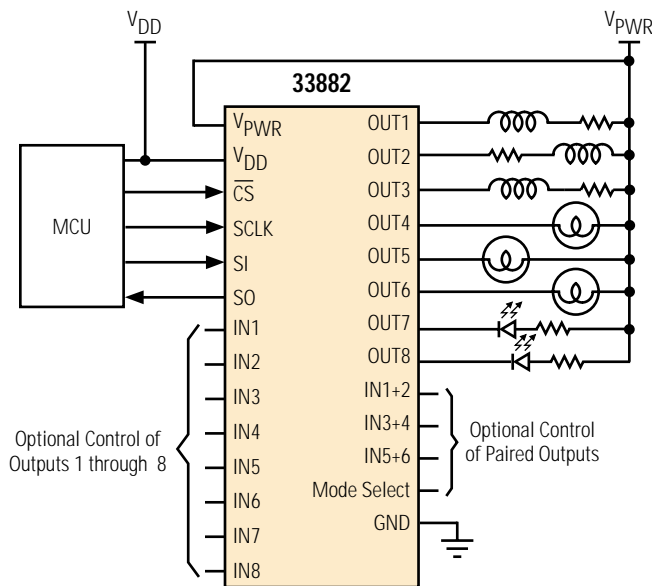 VDD
VPWR
33882
MCU
VPWR
VDD
CS
SCLK
SI
SO
IN1
IN2
IN3
IN4
IN5
IN6
IN7
IN8
OUT1
OUT2
OUT3
OUT4
OUT5
OUT6
OUT7
OUT8
IN1+2
IN3+4
IN5+6
Mode Select
GND
Optional Control of
Outputs 1 through 8
Optional Control
of Paired Outputs